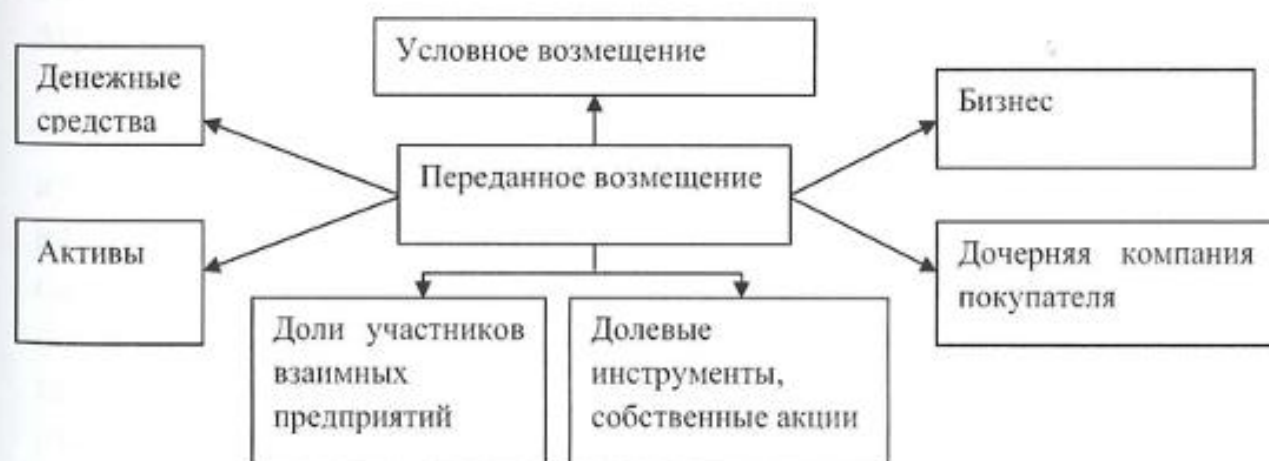 Условное возмещение
Денежные
средства
Бизнес
Переданное возмещение
Активы
Дочерняя компания
покупателя
Доли участников
взаимных
предприятий
Долевые
инструменты,
собственные акции